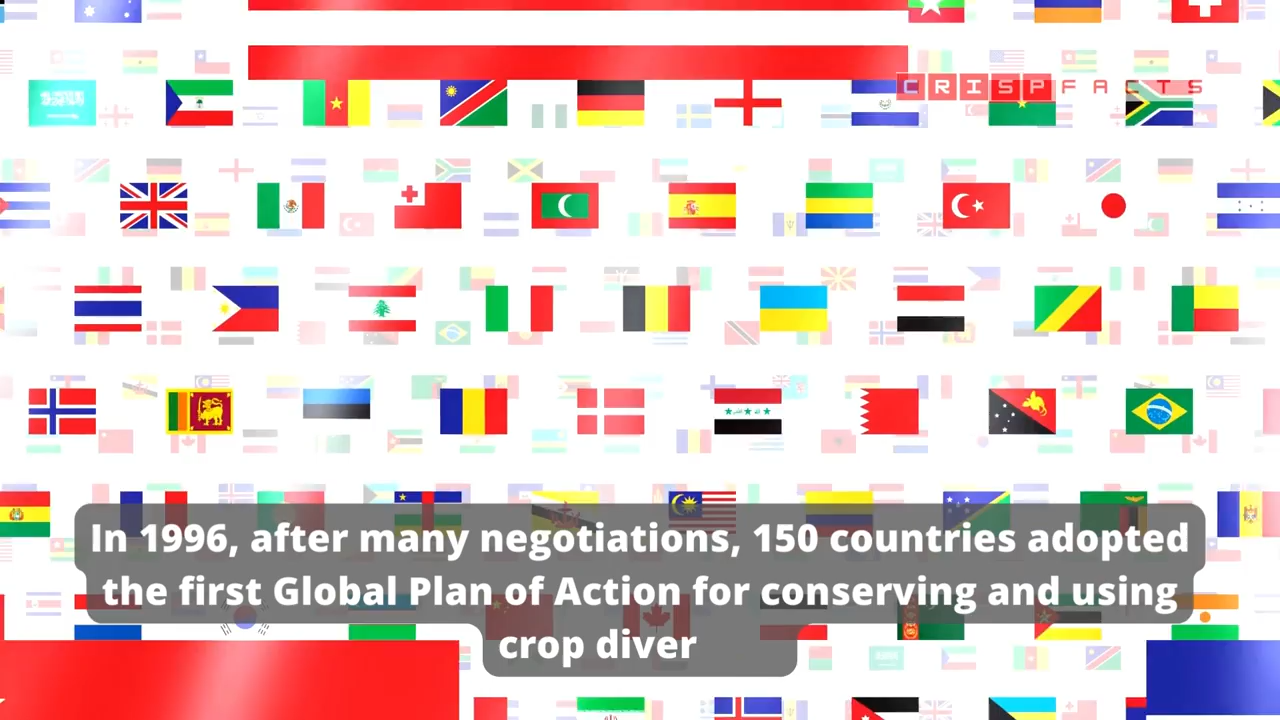 CRISPFACTS
In 1996, after many negotiations, 150 countries adopted
the first Global Plan of Action for conserving and using
crop diver